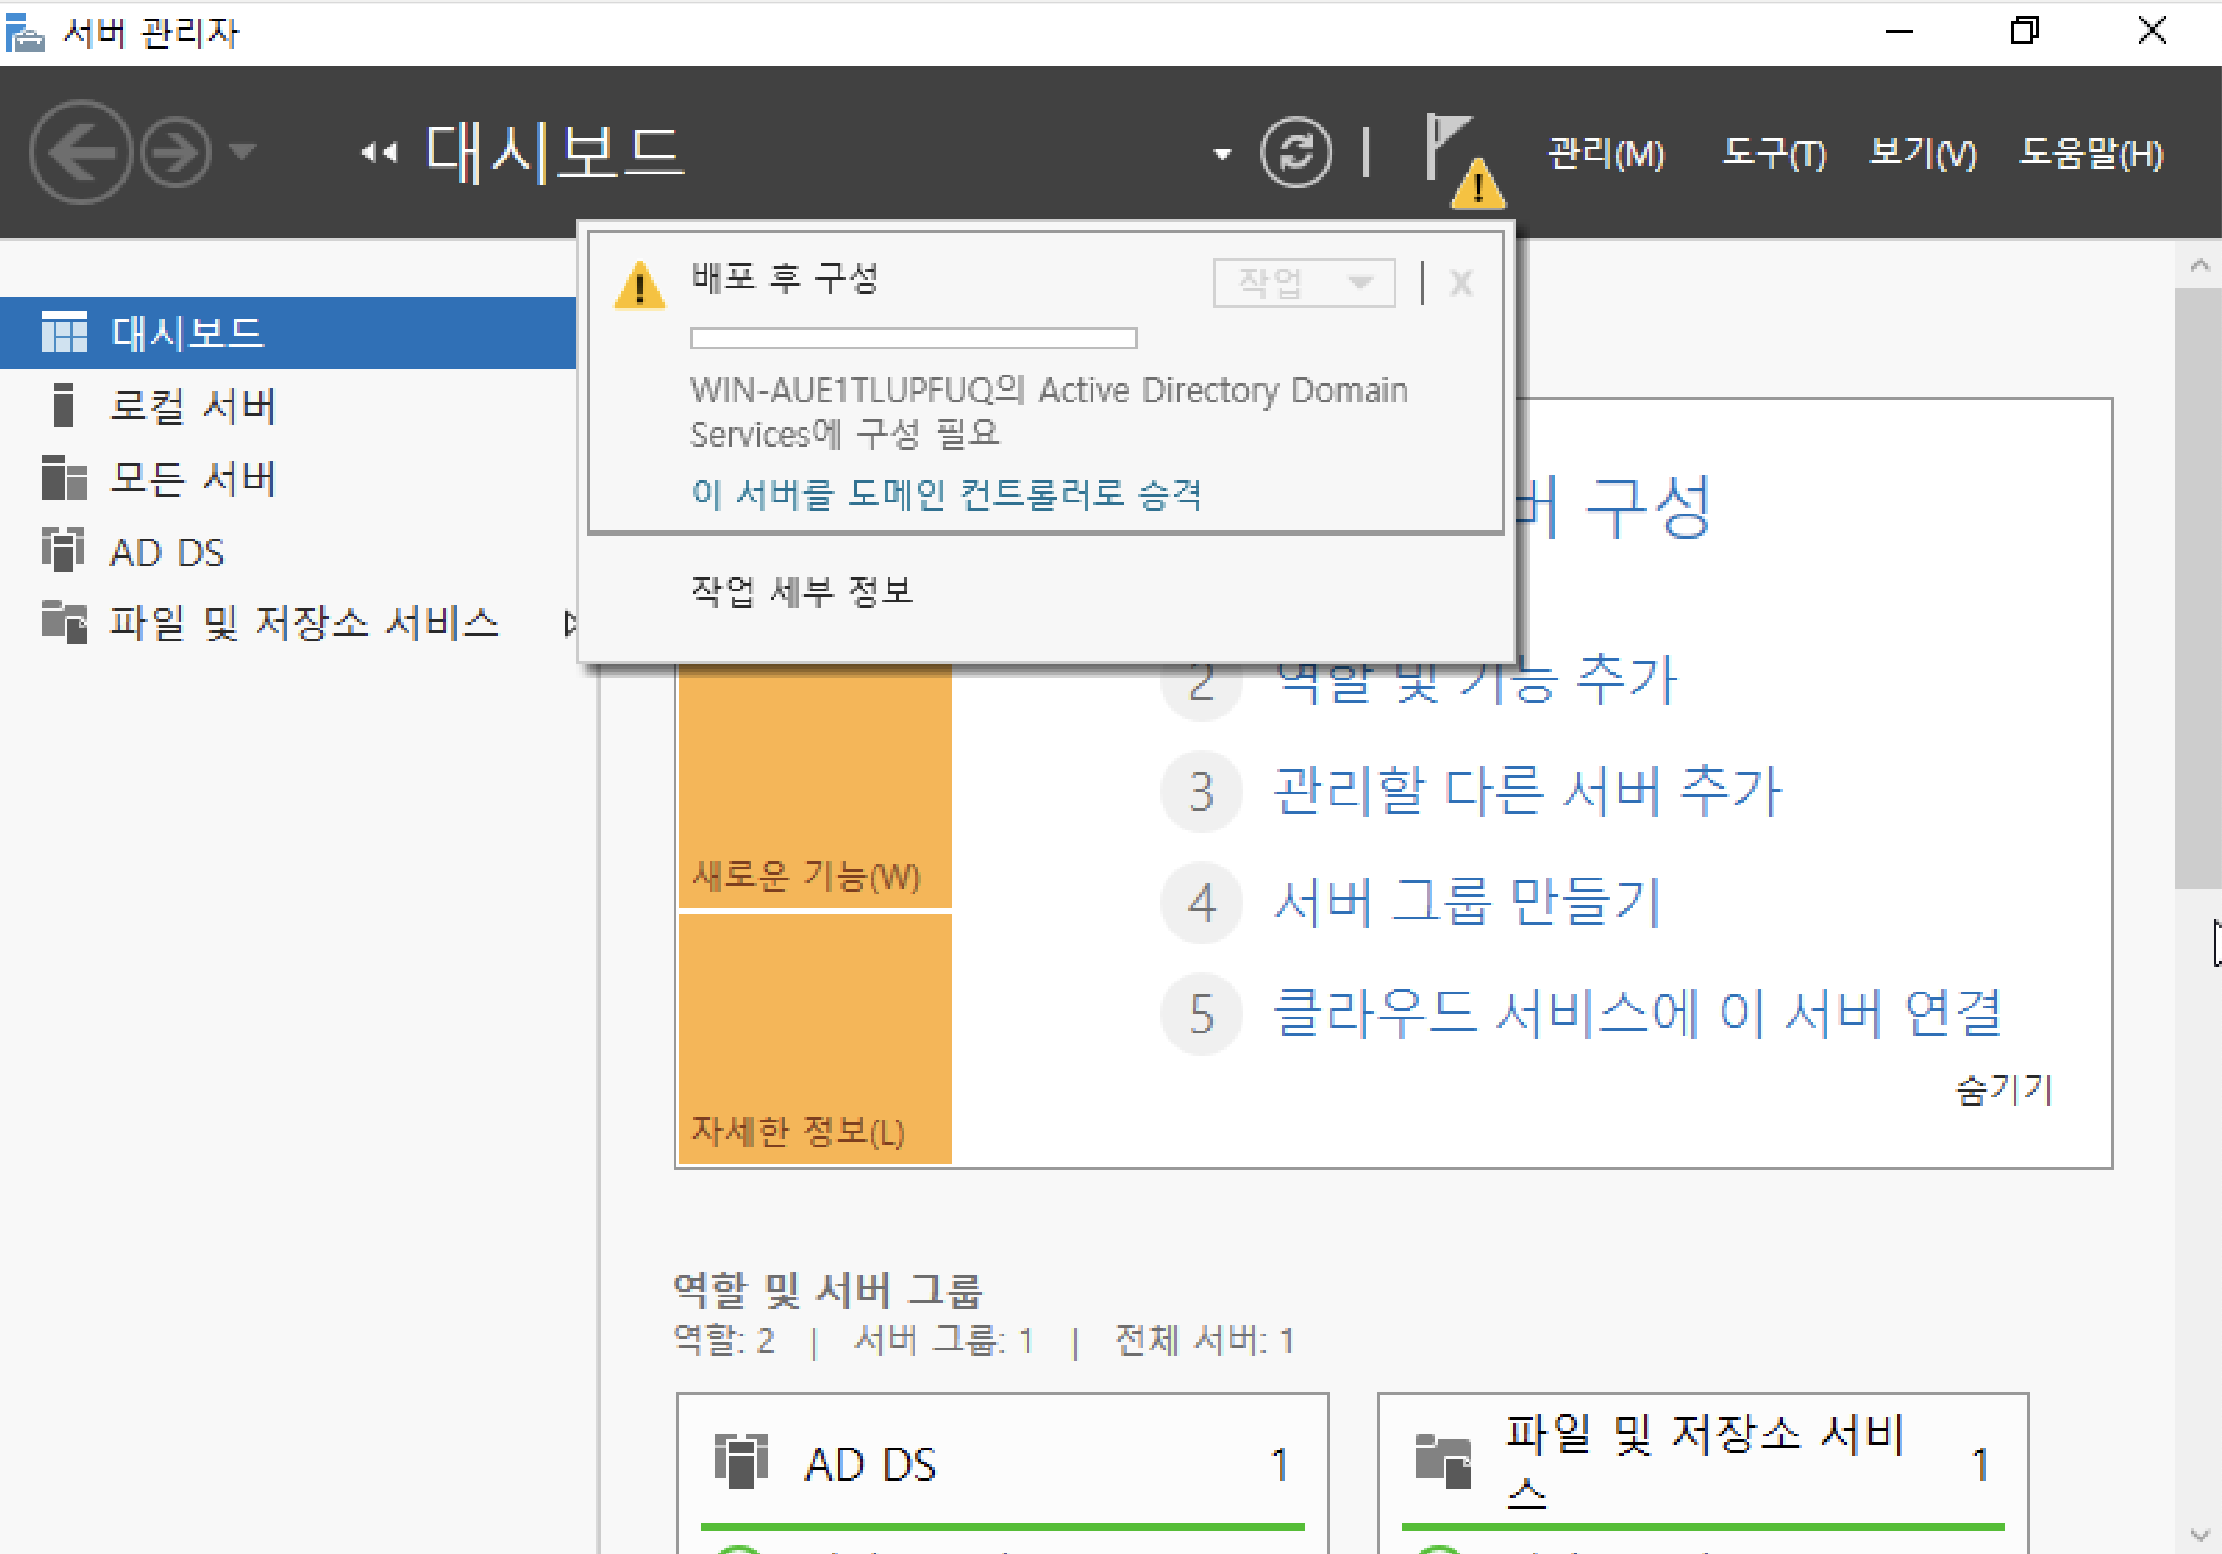 서버 관리자
대시보드
관리(M)
도구(T)
보기(V)
도움말(H)
배포 후 구성
작업
X
WIN-AUE1TLUPFUQ의 Active Directory Domain
Services에 구성 필요
이 서버를 도메인 컨트롤러로 승격
작업 세부 정보
대시보드
로컬 서버
모든 서버
AD DS
파일 및 저장소 서비스
구성
2 역할 및 기능 추가
3 관리할 다른 서버 추가
4 서버 그룹 만들기
5 클라우드 서비스에 이 서버 연결
새로운 기능(W)
자세한 정보(L)
숨기기
역할 및 서버 그룹
역할: 2 | 서버 그룹: 1 | 전체 서버: 1
AD DS 1
파일 및 저장소 서비
스
1